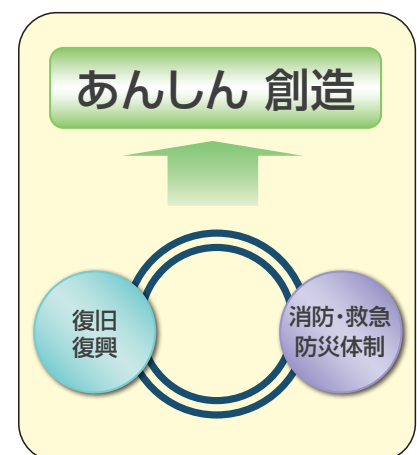 あんしん 創造
復旧
復興
消防・救急
防災体制